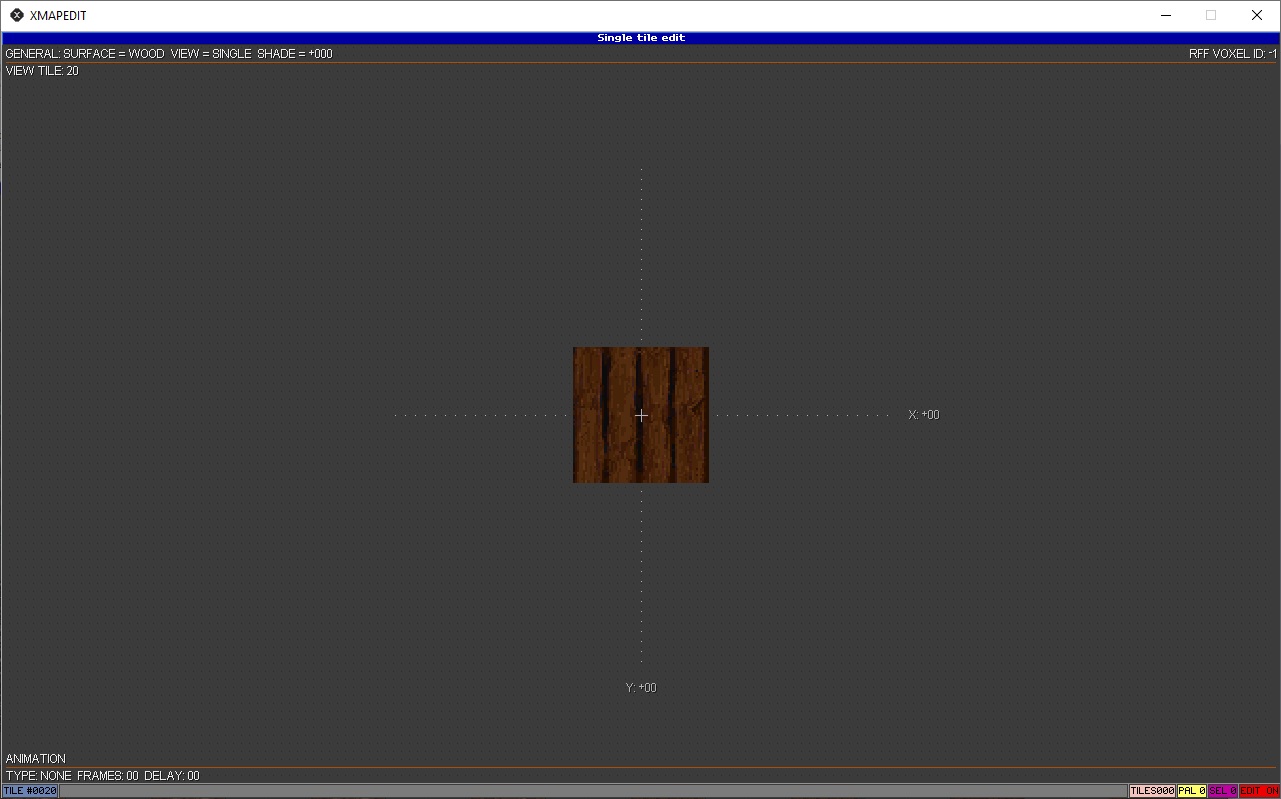 XMAPEDIT
Single tile edit
GENERAL: SURFACE = WOOD VIEW = SINGLE SHADE = +000 RFF VOXEL ID: -1
VIEW TILE: 20
X: +00
Y: +00
ANIMATION
TYPE: NONE FRAMES: 00 DELAY: 00
TILE #0020 TILES000 PAL 0 SEL 0 EDIT ON